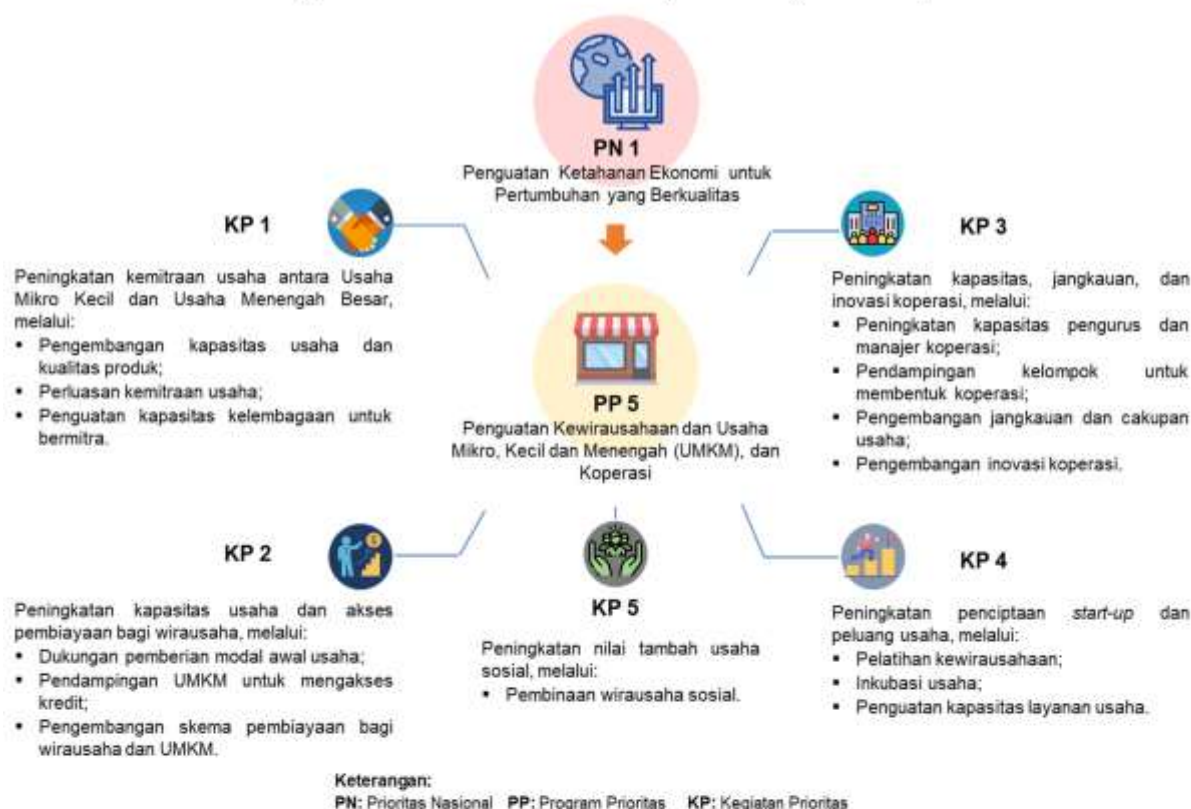 PN 1
Penguatan Ketahanan Ekonomi untuk
Pertumbuhan yang Berkualitas
KP 1
Peningkatan kemitraan usaha antara Usaha
Mikro Kecil dan Usaha Menengah Besar,
melalui:
▪ Pengembangan kapasitas usaha dan
kualitas produk;
▪ Perluasan kemitraan usaha;
▪ Penguatan kapasitas kelembagaan untuk
bermitra.
KP 3
Peningkatan kapasitas, jangkauan, dan
inovasi koperasi, melalui:
▪ Peningkatan kapasitas pengurus dan
manajer koperasi;
▪ Pendampingan kelompok untuk
membentuk koperasi;
▪ Pengembangan jangkauan dan cakupan
usaha;
▪ Pengembangan inovasi koperasi.
PP 5
Penguatan Kewirausahaan dan Usaha
Mikro, Kecil dan Menengah (UMKM), dan
Koperasi
KP 2
Peningkatan kapasitas usaha dan akses
pembiayaan bagi wirausaha, melalui:
▪ Dukungan pemberian modal awal usaha;
▪ Pendampingan UMKM untuk mengakses
kredit;
▪ Pengembangan skema pembiayaan bagi
wirausaha dan UMKM.
KP 5
Peningkatan nilai tambah usaha
sosial, melalui:
▪ Pembinaan wirausaha sosial.
KP 4
Peningkatan penciptaan start-up dan
peluang usaha, melalui:
▪ Pelatihan kewirausahaan;
▪ Inkubasi usaha;
▪ Penguatan kapasitas layanan usaha.
Keterangan:
PN: Prioritas Nasional PP: Program Prioritas KP: Kegiatan Prioritas